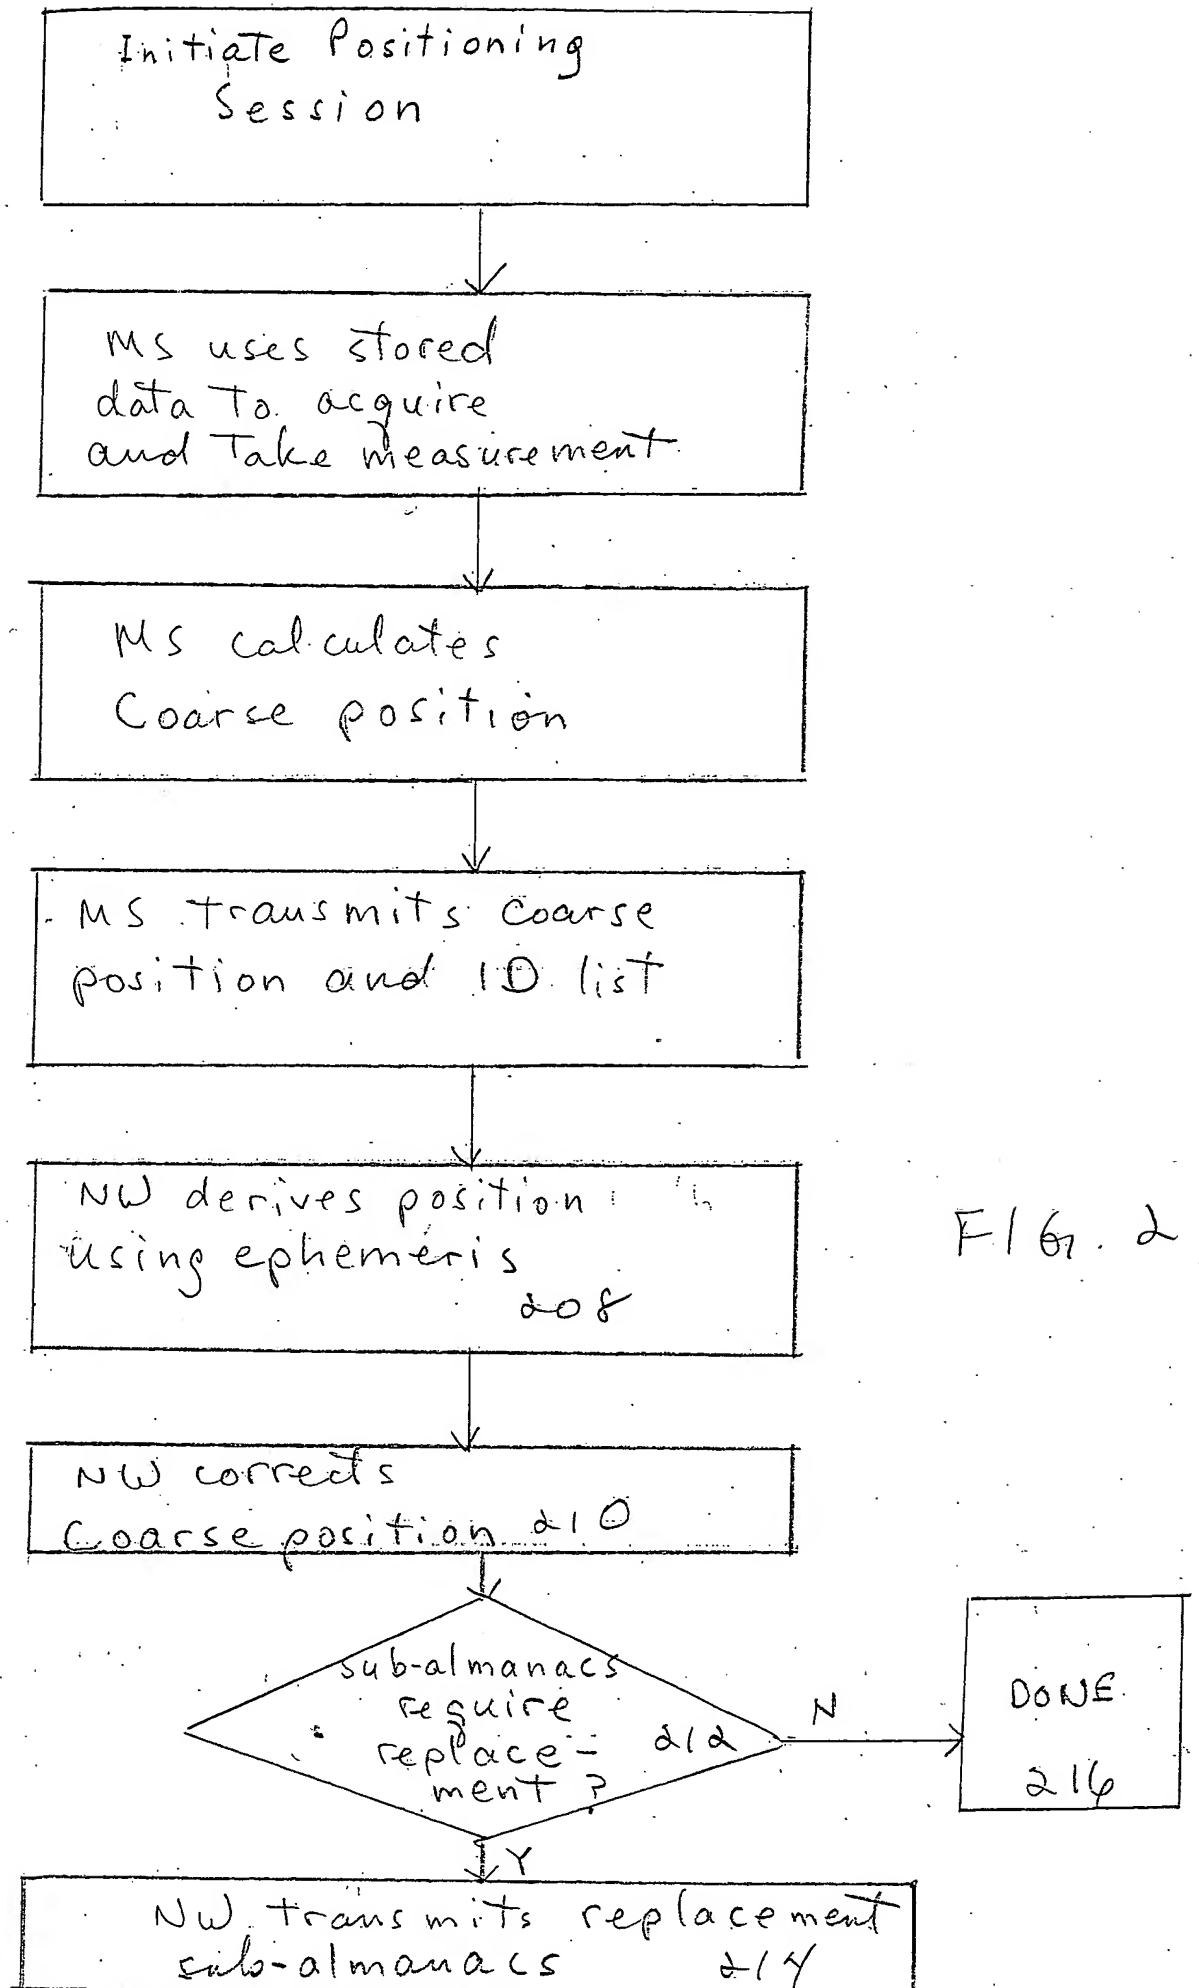 Initiate Positioning
Session
MS uses stored
data to acquire
and take measurement
MS calculates
Coarse position
MS transmits coarse
position and ID list
NW derives position
using ephemeris
208
FIG. 2
NW corrects
Coarse position 210
sub-almanacs
require
replace-
ment?
212
N
DONE
216
Y
NW transmits replacement
sub-almanacs 214